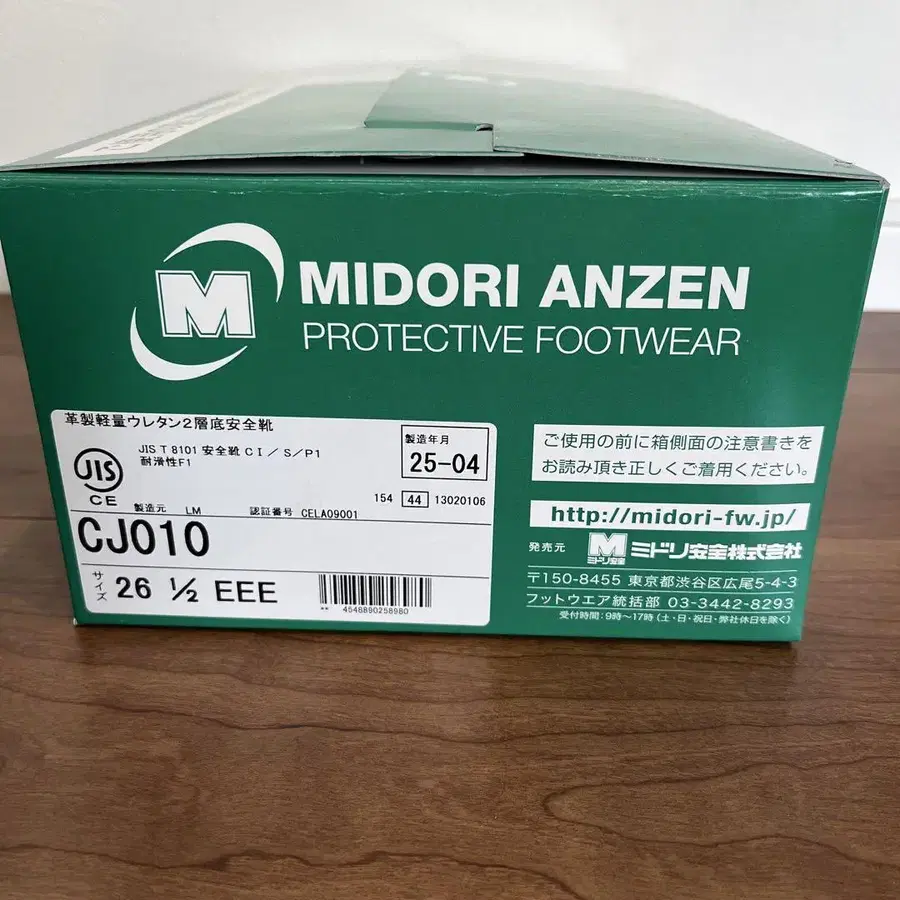 M
MIDORI ANZEN
PROTECTIVE FOOTWEAR
革製軽量ウレタン2層底安全靴
JIS
CE
JIS T 8101 安全靴 CI/S/P1
耐滑性F1
製造年月
25-04
154 44 13020106
製造元 LM 認証番号 CELA09001
CJ010
サイズ 26 1/2 EEE
** 4548890258980
ご使用の前に箱側面の注意書きを
お読み頂き正しくご着用ください。
http://midori-fw.jp/
発売元 M ミドリ安全 ミドリ安全株式会社
〒150-8455 東京都渋谷区広尾5-4-3
フットウエア統括部 03-3442-8293
受付時間:9時〜17時(土・日・祝日・弊社休日を除く)